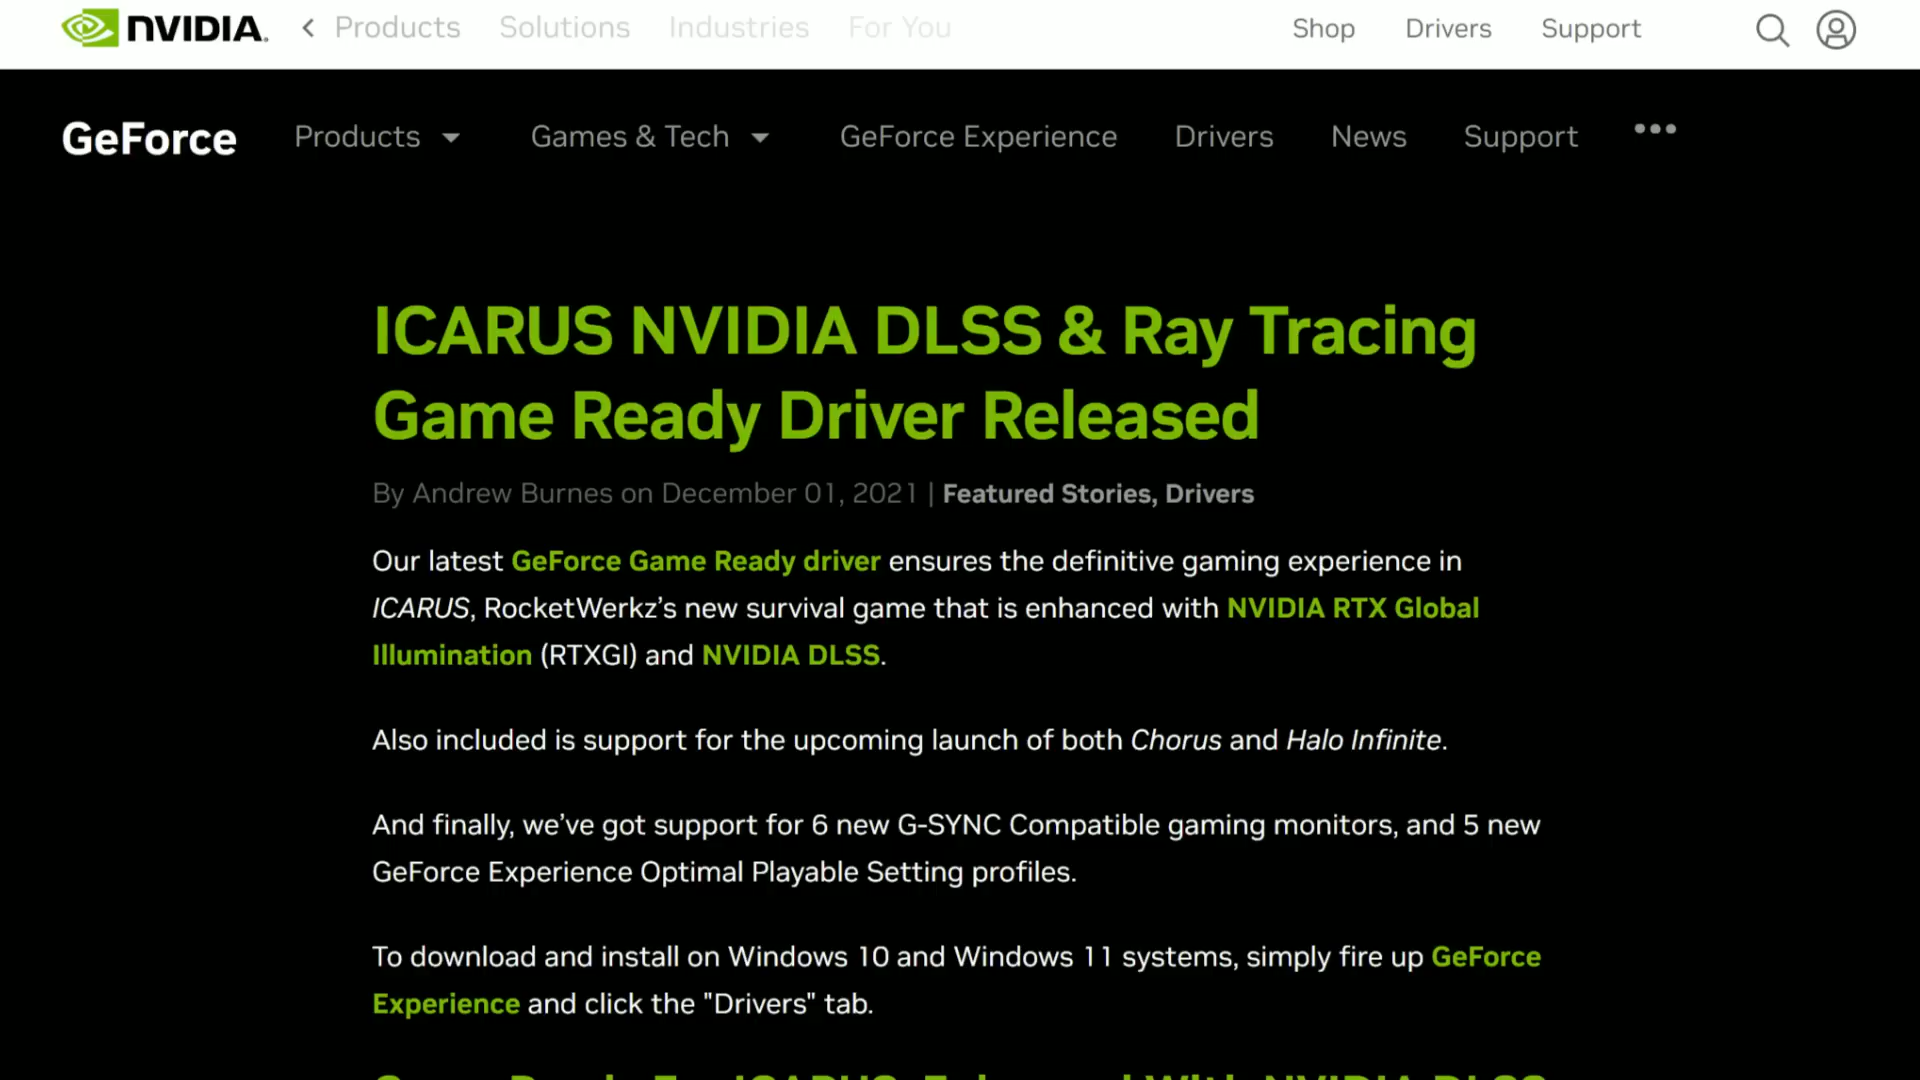 NVIDIA. Products Solutions Industries For You Shop Drivers Support
GeForce Products Games & Tech GeForce Experience Drivers News Support
ICARUS NVIDIA DLSS & Ray Tracing
Game Ready Driver Released
By Andrew Burnes on December 01, 2021 | Featured Stories, Drivers
Our latest GeForce Game Ready driver ensures the definitive gaming experience in
ICARUS, RocketWerkz’s new survival game that is enhanced with NVIDIA RTX Global
Illumination (RTXGI) and NVIDIA DLSS.
Also included is support for the upcoming launch of both Chorus and Halo Infinite.
And finally, we’ve got support for 6 new G-SYNC Compatible gaming monitors, and 5 new
GeForce Experience Optimal Playable Setting profiles.
To download and install on Windows 10 and Windows 11 systems, simply fire up GeForce
Experience and click the "Drivers" tab.